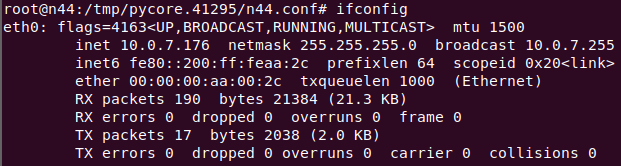 root@n44:/tmp/pycore.41295/n44.conf# ifconfig
eth0: flags=4163<UP,BROADCAST,RUNNING,MULTICAST>  mtu 1500
        inet 10.0.7.176  netmask 255.255.255.0  broadcast 10.0.7.255
        inet6 fe80::200:ff:feaa:2c  prefixlen 64  scopeid 0x20<link>
        ether 00:00:00:aa:00:2c  txqueuelen 1000  (Ethernet)
        RX packets 190  bytes 21384 (21.3 KB)
        RX errors 0  dropped 0  overruns 0  frame 0
        TX packets 17  bytes 2038 (2.0 KB)
        TX errors 0  dropped 0 overruns 0  carrier 0  collisions 0